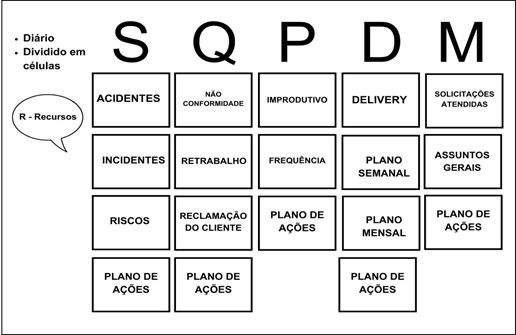 • Diário
• Dividido em
células
S Q P D M
R - Recursos
ACIDENTES
NÃO
CONFORMIDADE
IMPRODUTIVO
DELIVERY
SOLICITAÇÕES
ATENDIDAS
INCIDENTES
RETRABALHO
FREQUÊNCIA
PLANO
SEMANAL
ASSUNTOS
GERAIS
RISCOS
RECLAMAÇÃO
DO CLIENTE
PLANO DE
AÇÕES
PLANO
MENSAL
PLANO DE
AÇÕES
PLANO DE
AÇÕES
PLANO DE
AÇÕES
PLANO DE
AÇÕES